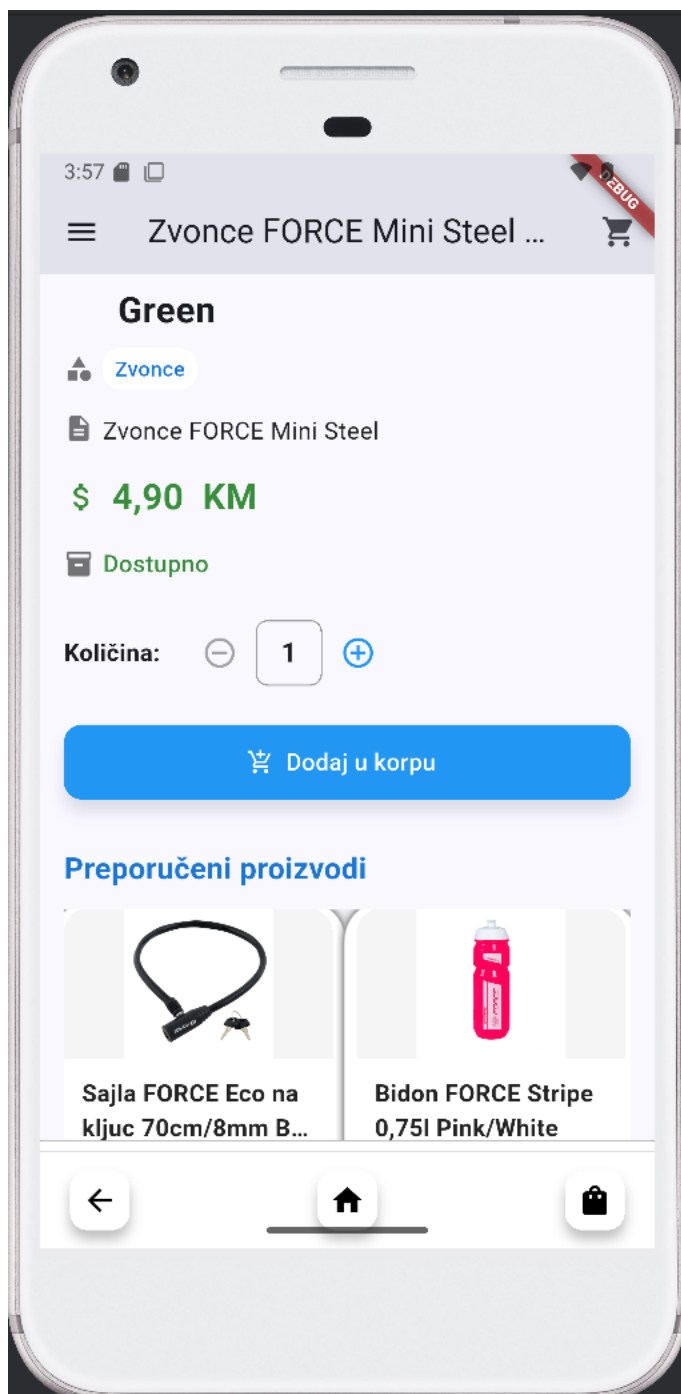 3:57
DEBUG
Zvonce FORCE Mini Steel ...
Green
Zvonce
Zvonce FORCE Mini Steel
$ 4,90 KM
Dostupno
Količina: 1
Dodaj u korpu
Preporučeni proizvodi
Sajla FORCE Eco na
kljuc 70cm/8mm B...
Bidon FORCE Stripe
0,75l Pink/White